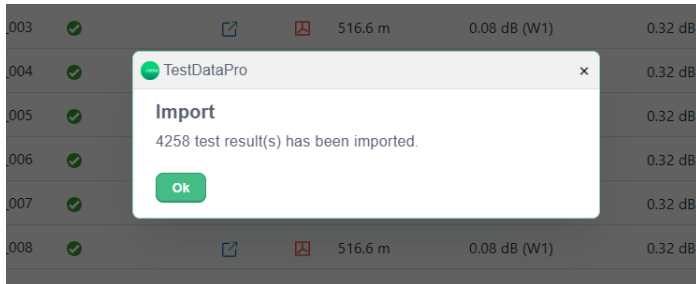 _003 516.6 m 0.08 dB (W1) 0.32 dB
_004 0.32 dB
TestDataPro ×
_005 0.32 dB
Import
4258 test result(s) has been imported.
_006 0.32 dB
Ok
_007 0.32 dB
_008 516.6 m 0.08 dB (W1) 0.32 dB